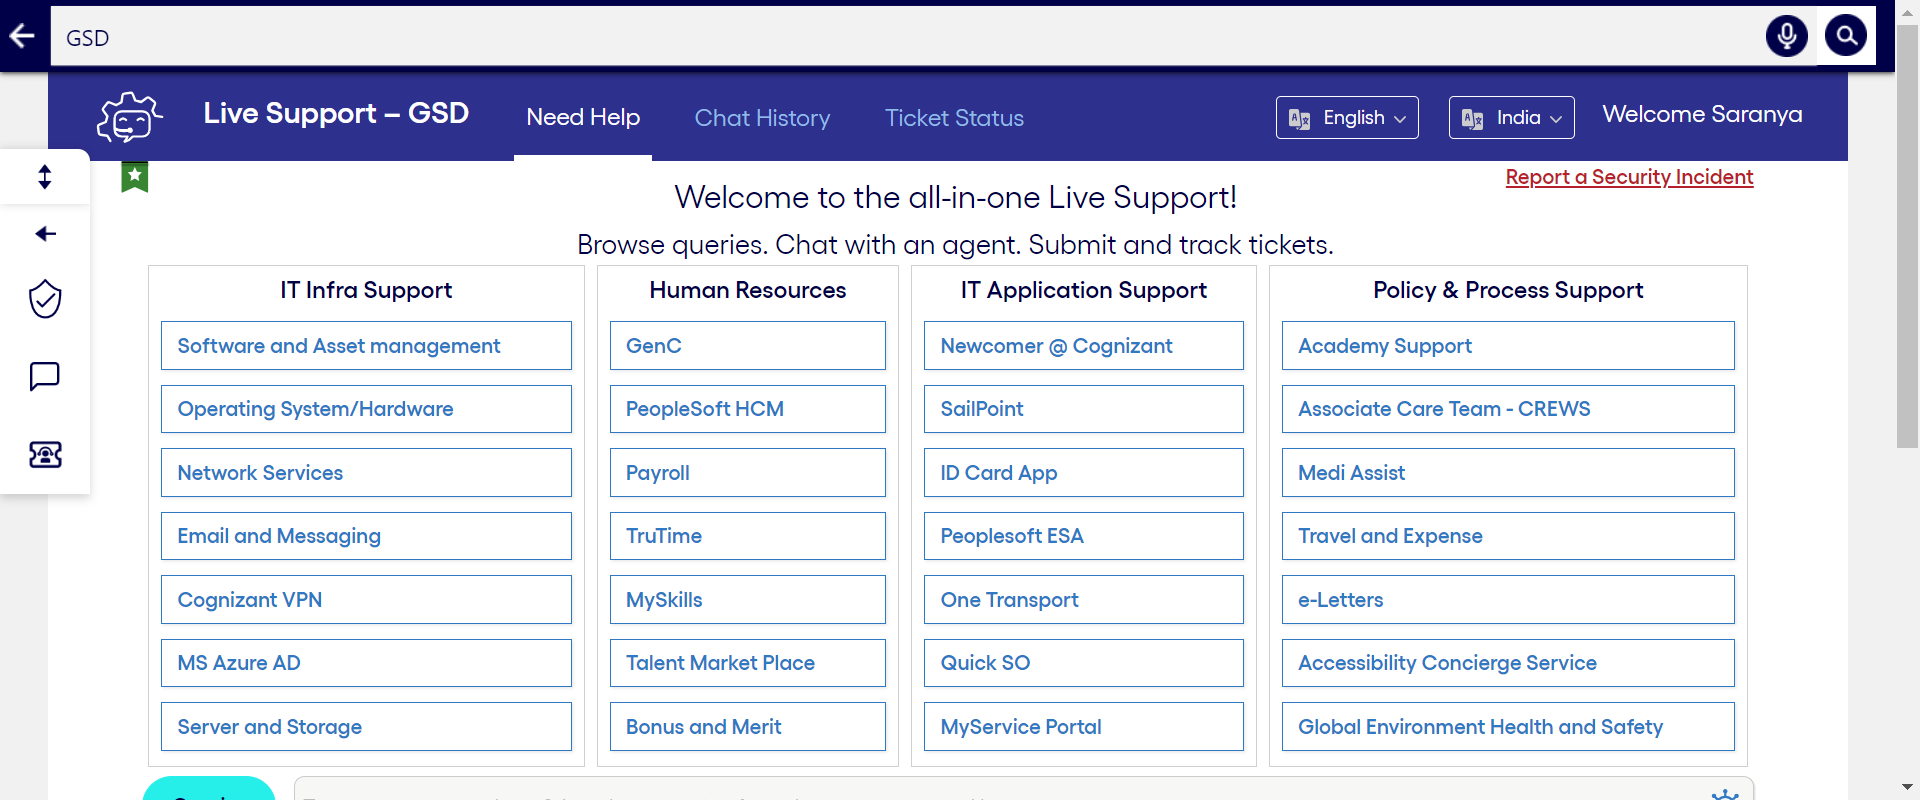 GSD
Live Support – GSD
Need Help
Chat History
Ticket Status
English
India
Welcome Saranya
Report a Security Incident
Welcome to the all-in-one Live Support!
Browse queries. Chat with an agent. Submit and track tickets.
IT Infra Support
Software and Asset management
Operating System/Hardware
Network Services
Email and Messaging
Cognizant VPN
MS Azure AD
Server and Storage
Human Resources
GenC
PeopleSoft HCM
Payroll
TruTime
MySkills
Talent Market Place
Bonus and Merit
IT Application Support
Newcomer @ Cognizant
SailPoint
ID Card App
Peoplesoft ESA
One Transport
Quick SO
MyService Portal
Policy & Process Support
Academy Support
Associate Care Team - CREWS
Medi Assist
Travel and Expense
e-Letters
Accessibility Concierge Service
Global Environment Health and Safety